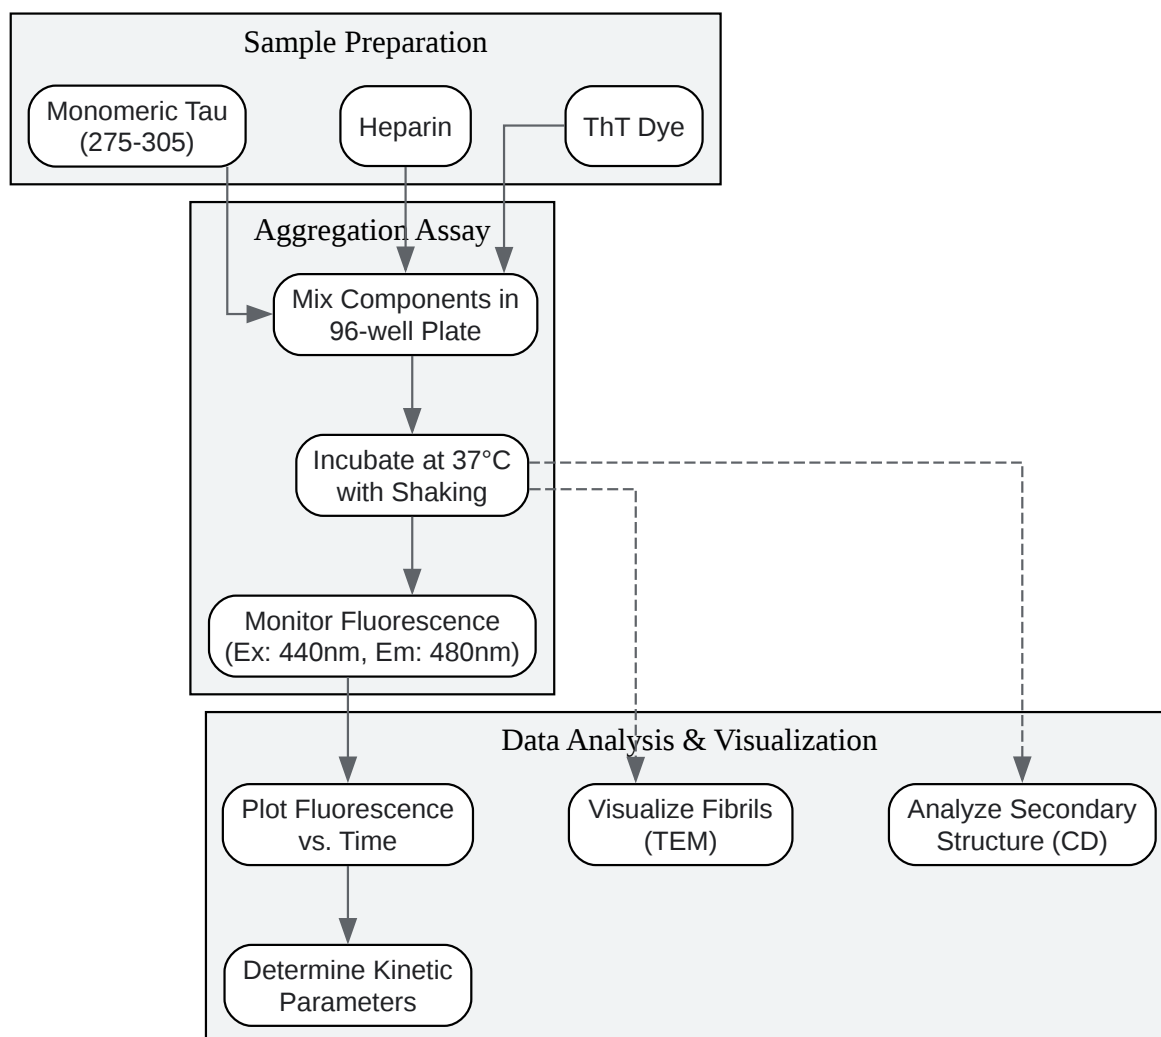 Sample Preparation
Monomeric Tau
(275-305)
Heparin
ThT Dye
Aggregation Assay
Mix Components in
96-well Plate
Incubate at 37°C
with Shaking
Monitor Fluorescence
(Ex: 440nm, Em: 480nm)
Data Analysis & Visualization
Plot Fluorescence
vs. Time
Visualize Fibrils
(TEM)
Analyze Secondary
Structure (CD)
Determine Kinetic
Parameters